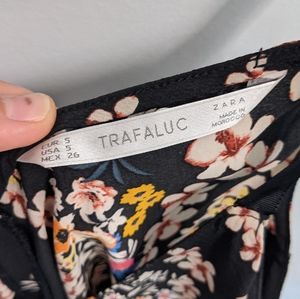 EUR S
USA S
MEX 26
TRAFALUC
ZARA
MADE IN
MOROCCO